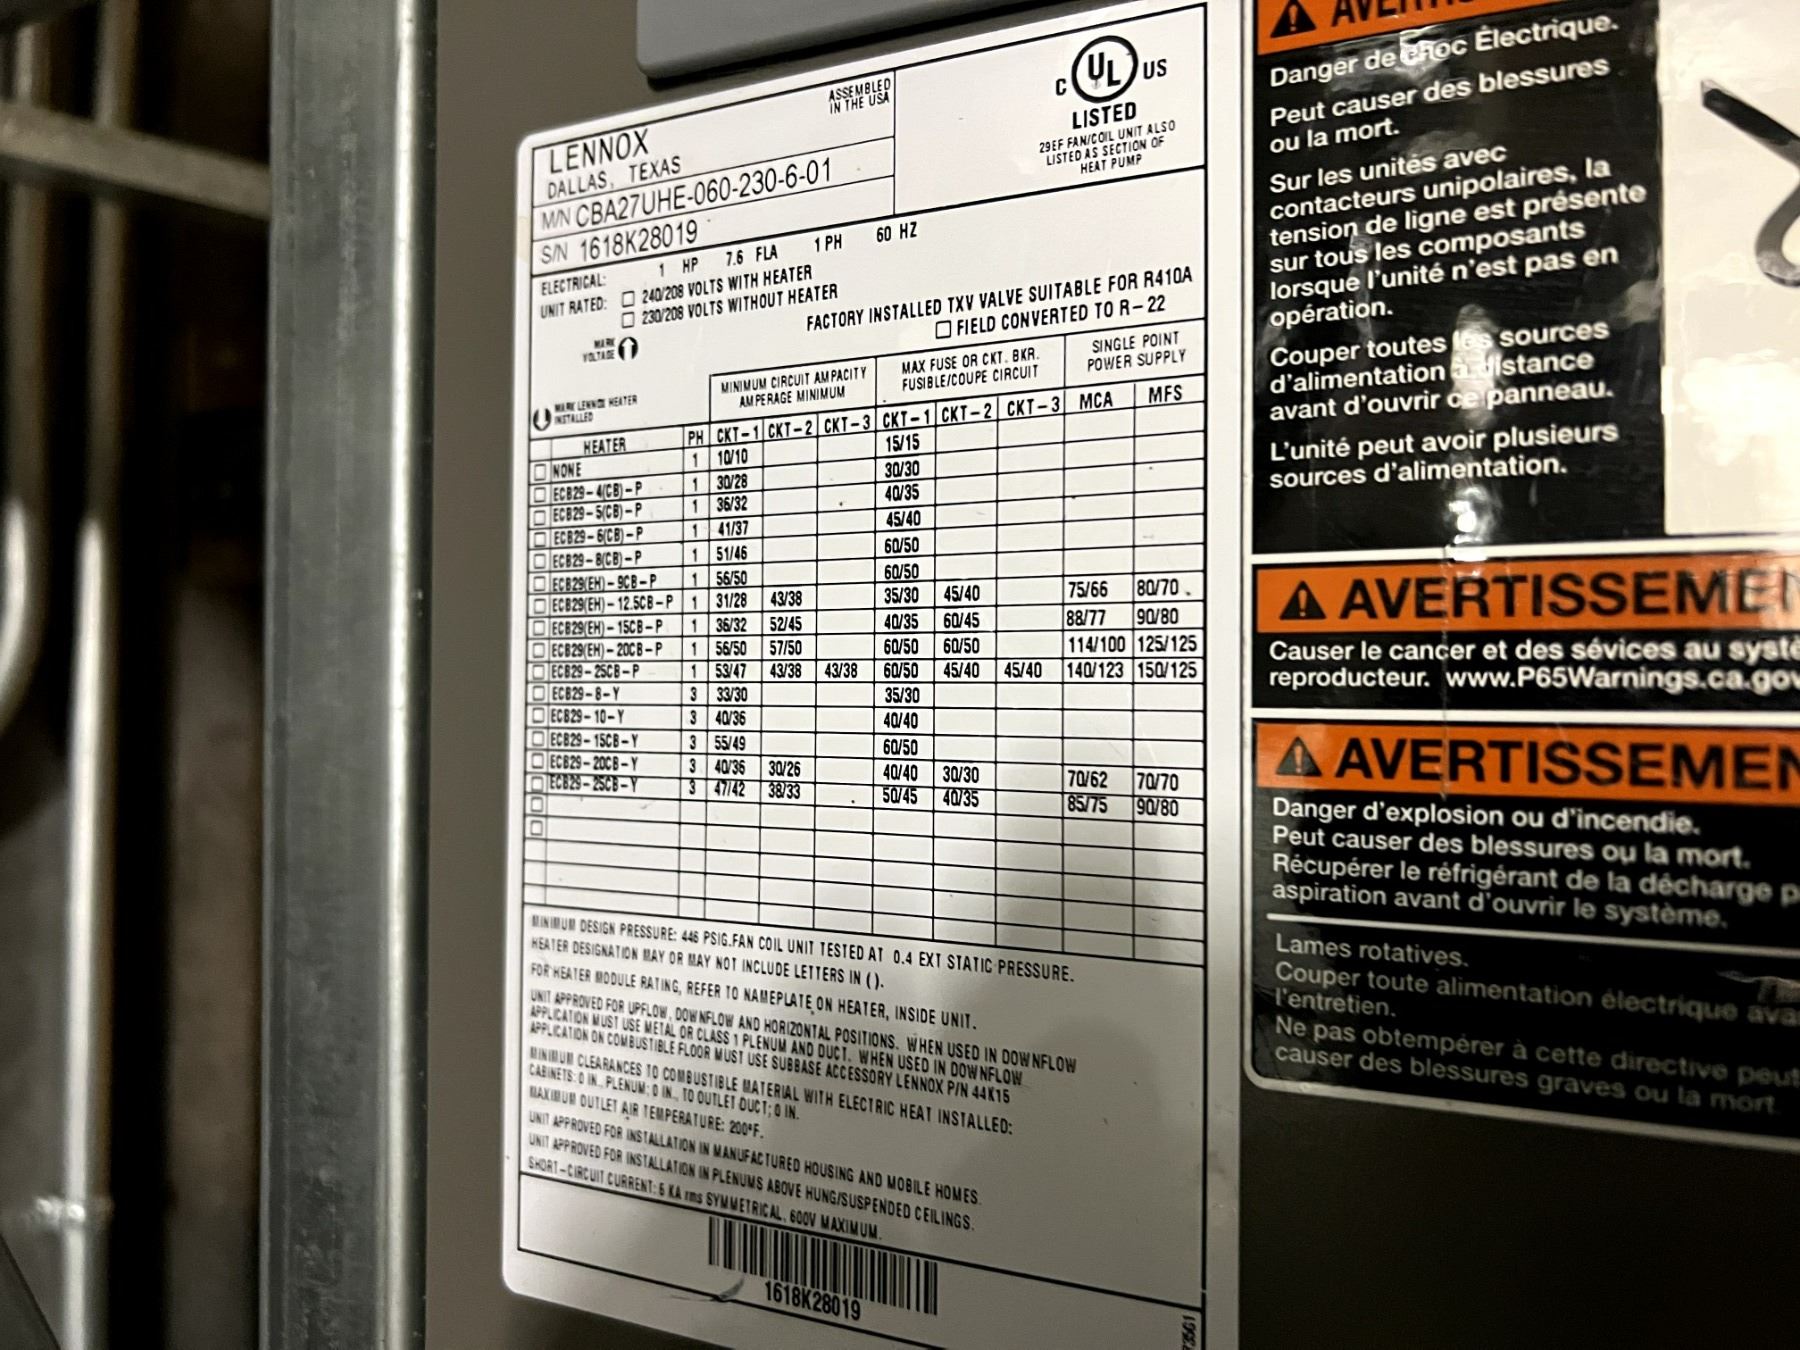 LENNOX
DALLAS, TEXAS
ASSEMBLED
IN THE USA
M/N CBA27UHE-060-230-6-01
S/N 1618K28019
C UL US
LISTED
29EF FAN/COIL UNIT ALSO
LISTED AS SECTION OF
HEAT PUMP
ELECTRICAL: 1 HP 7.6 FLA 1 PH 60 HZ
UNIT RATED: 240/208 VOLTS WITH HEATER
230/208 VOLTS WITHOUT HEATER
MARK
VOLTAGE
FACTORY INSTALLED TXV VALVE SUITABLE FOR R410A
FIELD CONVERTED TO R-22
MARK LENNOX HEATER
INSTALLED
MINIMUM CIRCUIT AMPACITY
AMPERAGE MINIMUM
MAX FUSE OR CKT. BKR.
FUSIBLE/COUPE CIRCUIT
SINGLE POINT
POWER SUPPLY
HEATER PH CKT-1 CKT-2 CKT-3 CKT-1 CKT-2 CKT-3 MCA MFS
NONE 1 10/10 15/15
ECB29-4(CB)-P 1 30/28 30/30
ECB29-5(CB)-P 1 36/32 40/35
ECB29-6(CB)-P 1 41/37 45/40
ECB29-8(CB)-P 1 51/46 60/50
ECB29(EH)-9CB-P 1 56/50 60/50
ECB29(EH)-12.5CB-P 1 31/28 43/38 35/30 45/40 75/66 80/70
ECB29(EH)-15CB-P 1 36/32 52/45 40/35 60/45 88/77 90/80
ECB29(EH)-20CB-P 1 56/50 57/50 60/50 60/50 114/100 125/125
ECB29-25CB-P 1 53/47 43/38 43/38 60/50 45/40 45/40 140/123 150/125
ECB29-8-Y 3 33/30 35/30
ECB29-10-Y 3 40/36 40/40
ECB29-15CB-Y 3 55/49 60/50
ECB29-20CB-Y 3 40/36 30/26 40/40 30/30 70/62 70/70
ECB29-25CB-Y 3 47/42 38/33 50/45 40/35 85/75 90/80
MINIMUM DESIGN PRESSURE: 446 PSIG.FAN COIL UNIT TESTED AT 0.4 EXT STATIC PRESSURE.
HEATER DESIGNATION MAY OR MAY NOT INCLUDE LETTERS IN ( ).
FOR HEATER MODULE RATING, REFER TO NAMEPLATE ON HEATER, INSIDE UNIT.
UNIT APPROVED FOR UPFLOW, DOWNFLOW AND HORIZONTAL POSITIONS. WHEN USED IN DOWNFLOW
APPLICATION MUST USE METAL OR CLASS 1 PLENUM AND DUCT. WHEN USED IN DOWNFLOW
APPLICATION ON COMBUSTIBLE FLOOR MUST USE SUBBASE ACCESSORY LENNOX P/N 44K15
MINIMUM CLEARANCES TO COMBUSTIBLE MATERIAL WITH ELECTRIC HEAT INSTALLED:
CABINETS: 0 IN., PLENUM; 0 IN., TO OUTLET DUCT; 0 IN.
MAXIMUM OUTLET AIR TEMPERATURE: 200°F.
UNIT APPROVED FOR INSTALLATION IN MANUFACTURED HOUSING AND MOBILE HOMES.
UNIT APPROVED FOR INSTALLATION IN PLENUMS ABOVE HUNG/SUSPENDED CEILINGS.
SHORT-CIRCUIT CURRENT: 5 KA rms SYMMETRICAL, 600V MAXIMUM.
1618K28019
Danger de choc Électrique.
Peut causer des blessures
ou la mort.
Sur les unités avec
contacteurs unipolaires, la
tension de ligne est présente
sur tous les composants
lorsque l'unité n'est pas en
opération.
Couper toutes les sources
d'alimentation à distance
avant d'ouvrir ce panneau.
L'unité peut avoir plusieurs
sources d'alimentation.
AVERTISSEMEN
Causer le cancer et des sévices au systè
reproducteur. www.P65Warnings.ca.gov
AVERTISSEMEN
Danger d'explosion ou d'incendie.
Peut causer des blessures ou la mort.
Récupérer le réfrigérant de la décharge p
aspiration avant d'ouvrir le système.
Lames rotatives.
Couper toute alimentation électrique ava
l'entretien.
Ne pas obtempérer à cette directive peut
causer des blessures graves ou la mort.